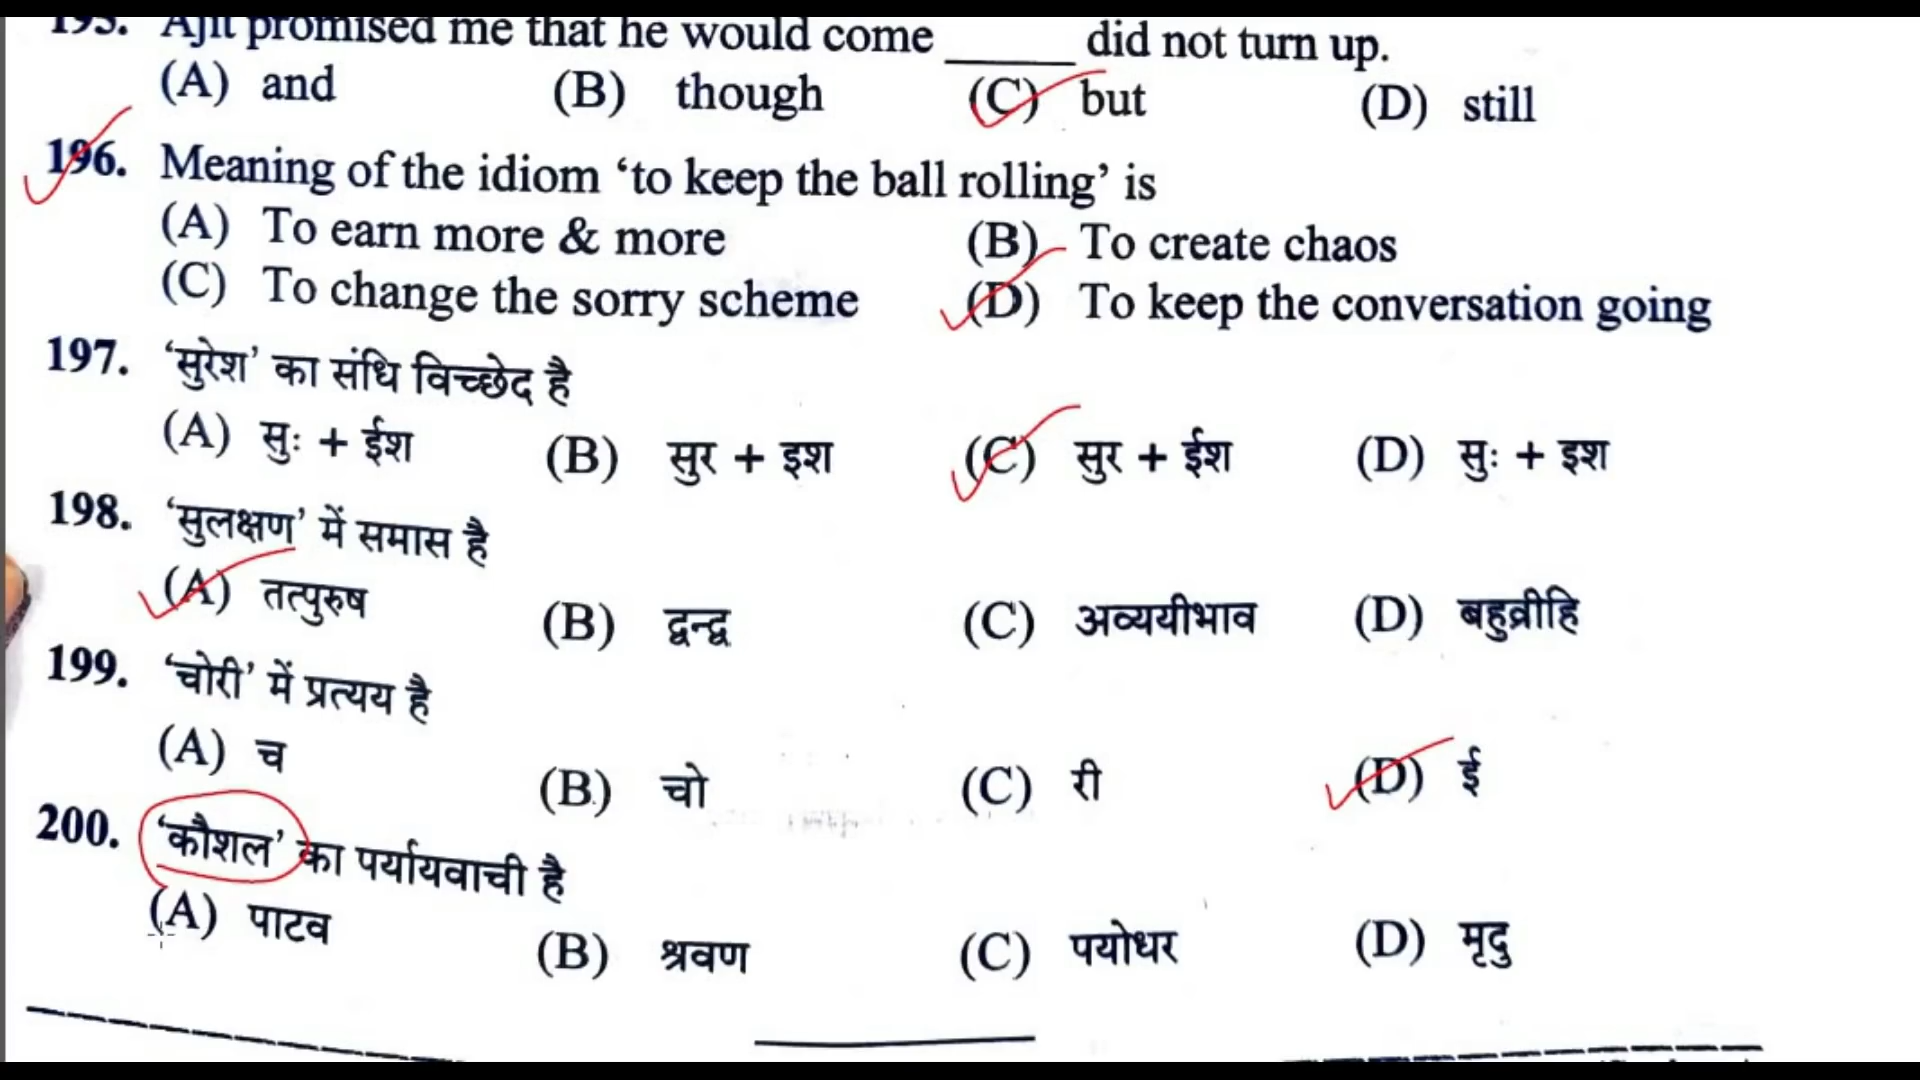 195. Ajit promised me that he would come _____ did not turn up.
(A) and (B) though (C) but (D) still
196. Meaning of the idiom ‘to keep the ball rolling’ is
(A) To earn more & more (B) To create chaos
(C) To change the sorry scheme (D) To keep the conversation going
197. ‘सुरेश’ का संधि विच्छेद है
(A) सुः + ईश (B) सुर + इश (C) सुर + ईश (D) सुः + इश
198. ‘सुलक्षण’ में समास है
(A) तत्पुरुष (B) द्वन्द्व (C) अव्ययीभाव (D) बहुव्रीहि
199. ‘चोरी’ में प्रत्यय है
(A) च (B) चो (C) री (D) ई
200. ‘कौशल’ का पर्यायवाची है
(A) पाटव (B) श्रवण (C) पयोधर (D) मृदु